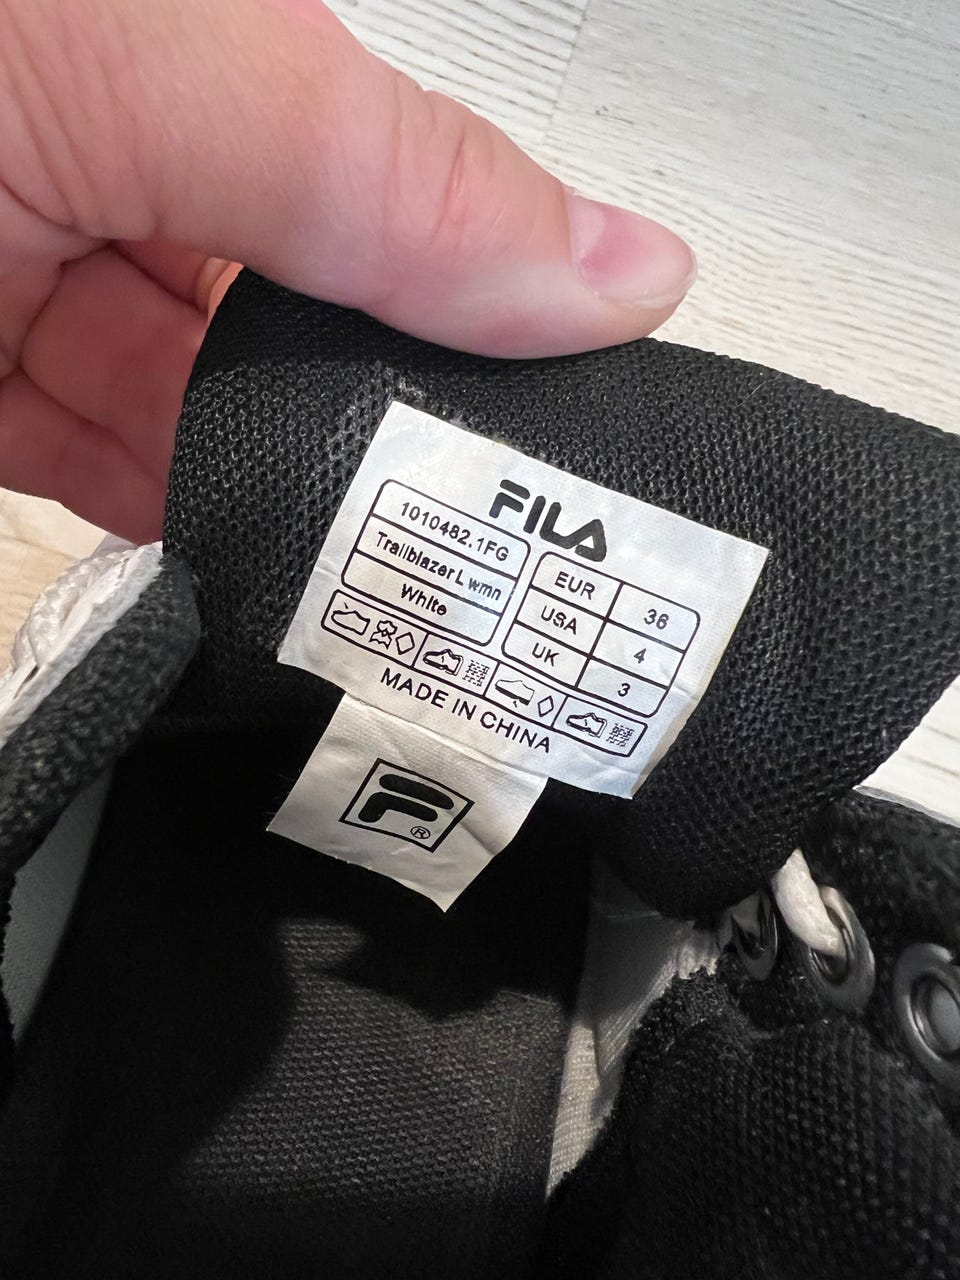 FILA
1010482.1FG
Trailblazer L wmn
White
EUR 36
USA 4
UK 3
MADE IN CHINA
F
®